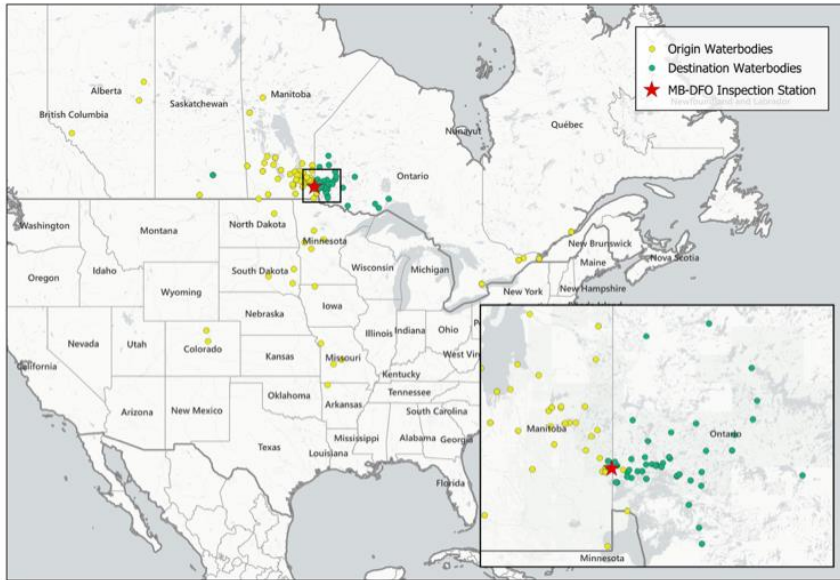 Origin Waterbodies
Destination Waterbodies
MB-DFO Inspection Station
Newfoundland and Labrador
Alberta
Manitoba
British Columbia
Saskatchewan
Nunavut
Québec
Ontario
Washington
Montana
North Dakota
Minnesota
New Brunswick
Maine
Nova Scotia
Oregon
Idaho
South Dakota
Wisconsin
Michigan
New York
New Hampshire
Wyoming
Iowa
Nebraska
Nevada
Utah
Colorado
Illinois
Indiana
Ohio
California
Kansas
Missouri
West Vir
Kentucky
Oklahoma
Tennessee
Arizona
New Mexico
Arkansas
South Carolina
Texas
Mississippi
Alabama
Georgia
Louisiana
Florida
Manitoba
Ontario
Minnesota